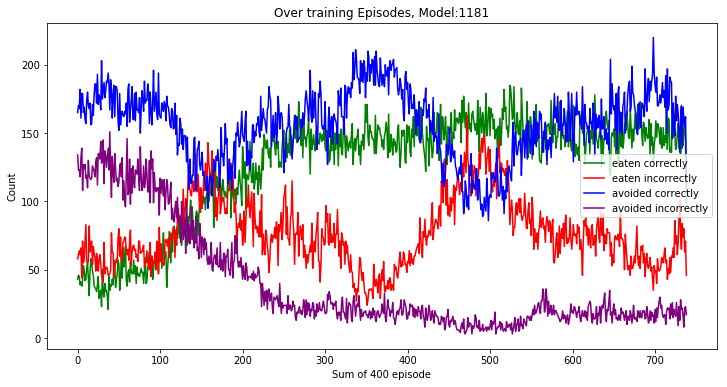 Over training Episodes, Model:1181
Count
200
150
100
50
0
eaten correctly
eaten incorrectly
avoided correctly
avoided incorrectly
0 100 200 300 400 500 600 700
Sum of 400 episode